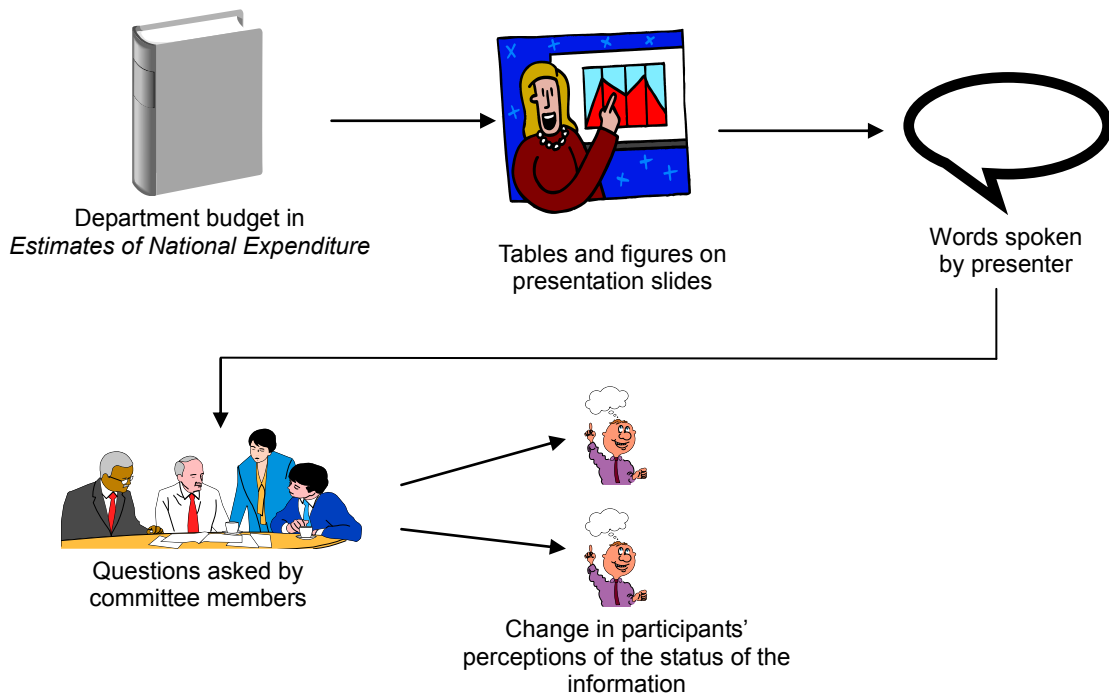 Department budget in
Estimates of National Expenditure
Tables and figures on
presentation slides
Words spoken
by presenter
Questions asked by
committee members
Change in participants’
perceptions of the status of the
information